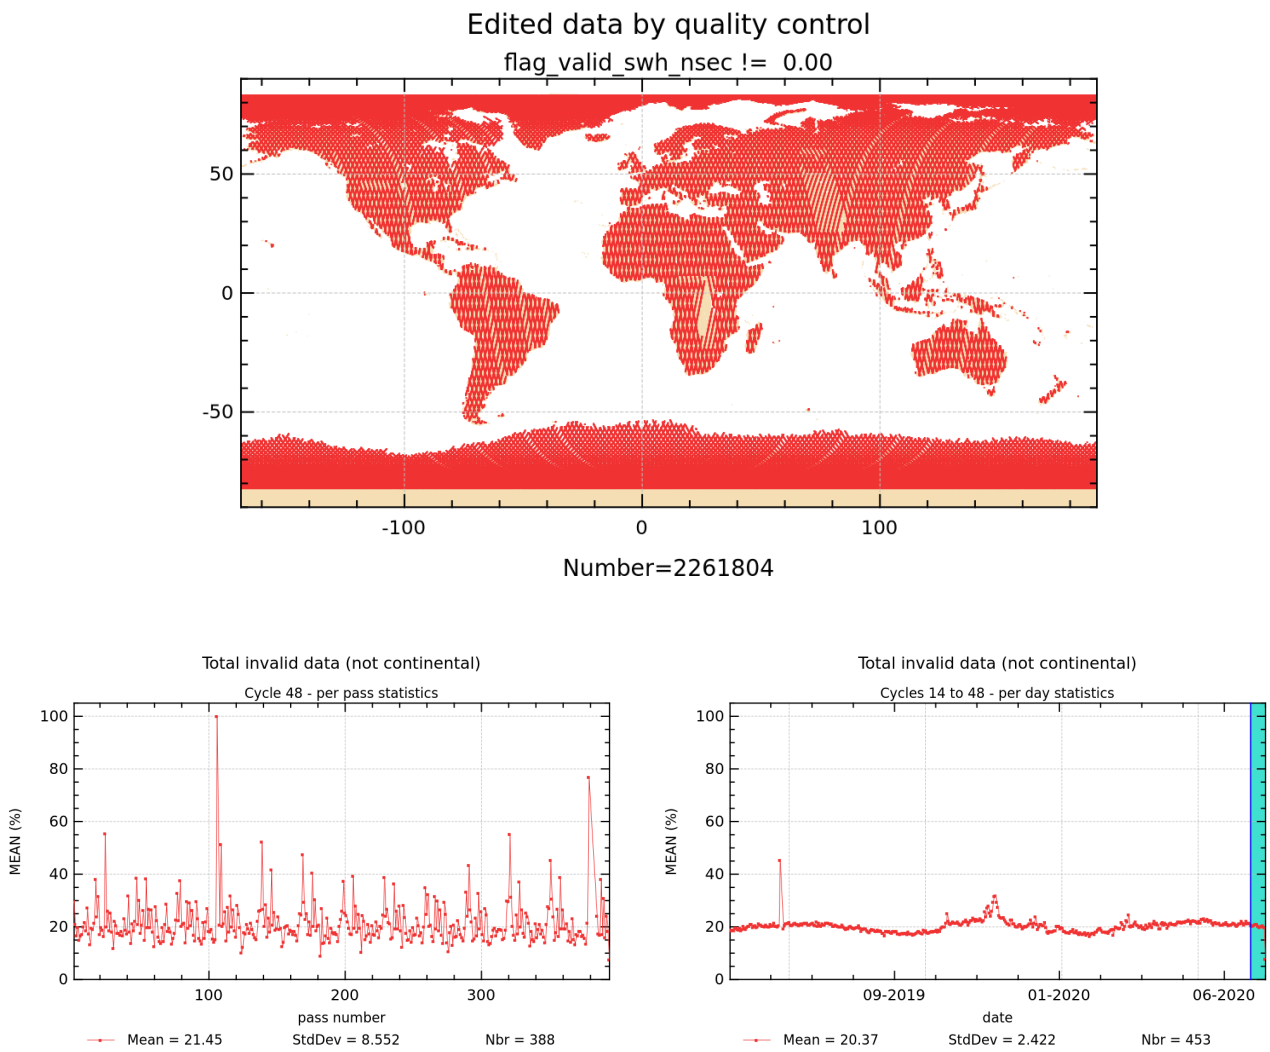 Edited data by quality control
flag_valid_swh_nsec !=  0.00
50
0
-50
-100 0 100
Number=2261804
Total invalid data (not continental)
Cycle 48 - per pass statistics
MEAN (%)
100
80
60
40
20
0
100 200 300
pass number
Mean = 21.45 StdDev = 8.552 Nbr = 388
Total invalid data (not continental)
Cycles 14 to 48 - per day statistics
MEAN (%)
100
80
60
40
20
0
09-2019 01-2020 06-2020
date
Mean = 20.37 StdDev = 2.422 Nbr = 453